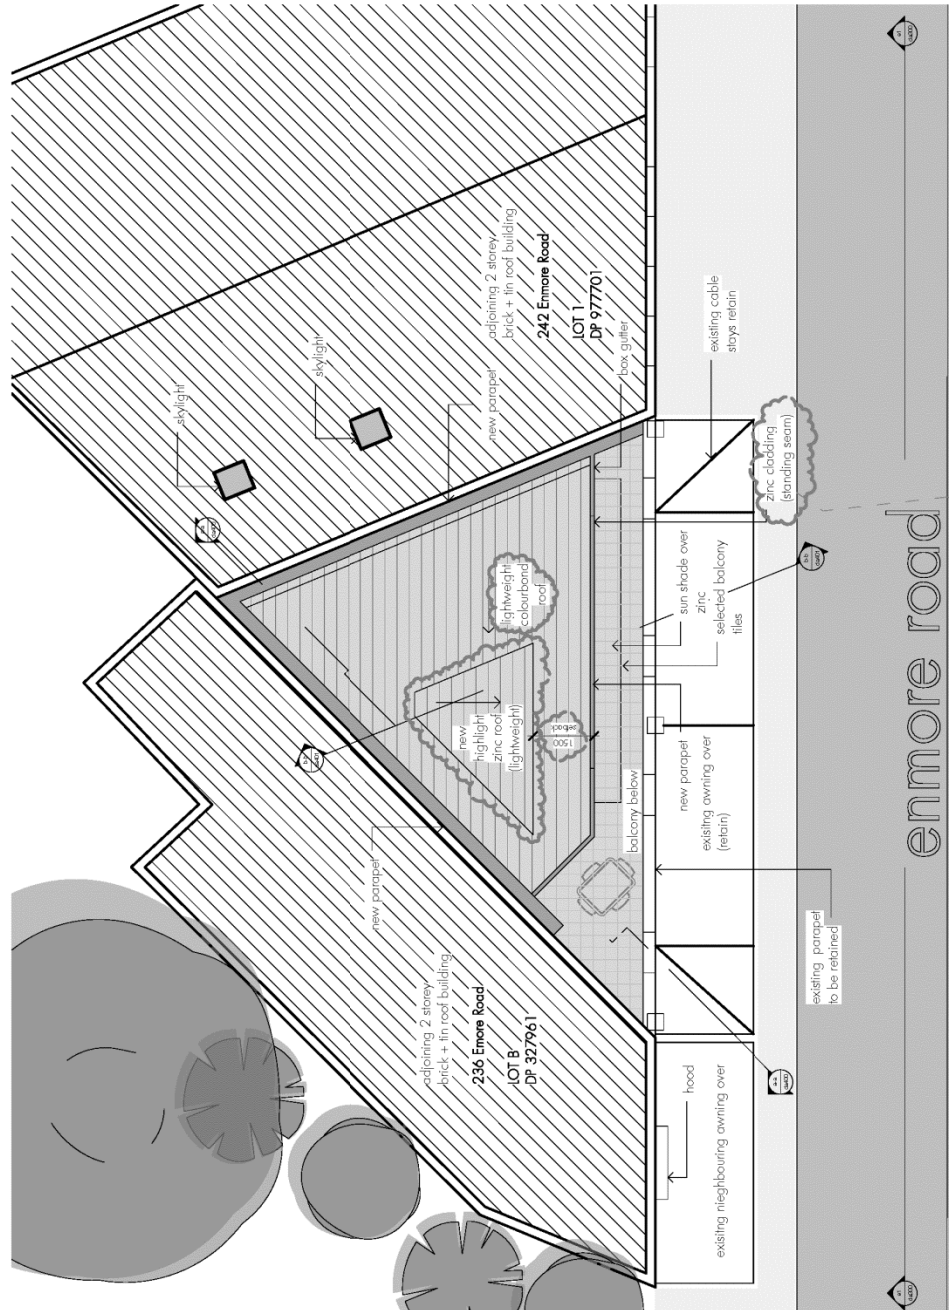 skylight
skylight
adjoining 2 storey
brick + tin roof building
242 Enmore Road
LOT 1
DP 977701
new parapet
box gutter
existing cable
stays retain
zinc cladding
(standing seam)
lightweight
colourbond
roof
new
highlight
zinc roof
(lightweight)
1500
setback
sun shade over
zinc
selected balcony
tiles
new parapet
exisitng awning over
(retain)
balcony below
new parapet
existing parapet
to be retained
adjoining 2 storey
brick + tin roof building
236 Emore Road
LOT B
DP 327961
hood
exisitng nieghbouring awning over
enmore road